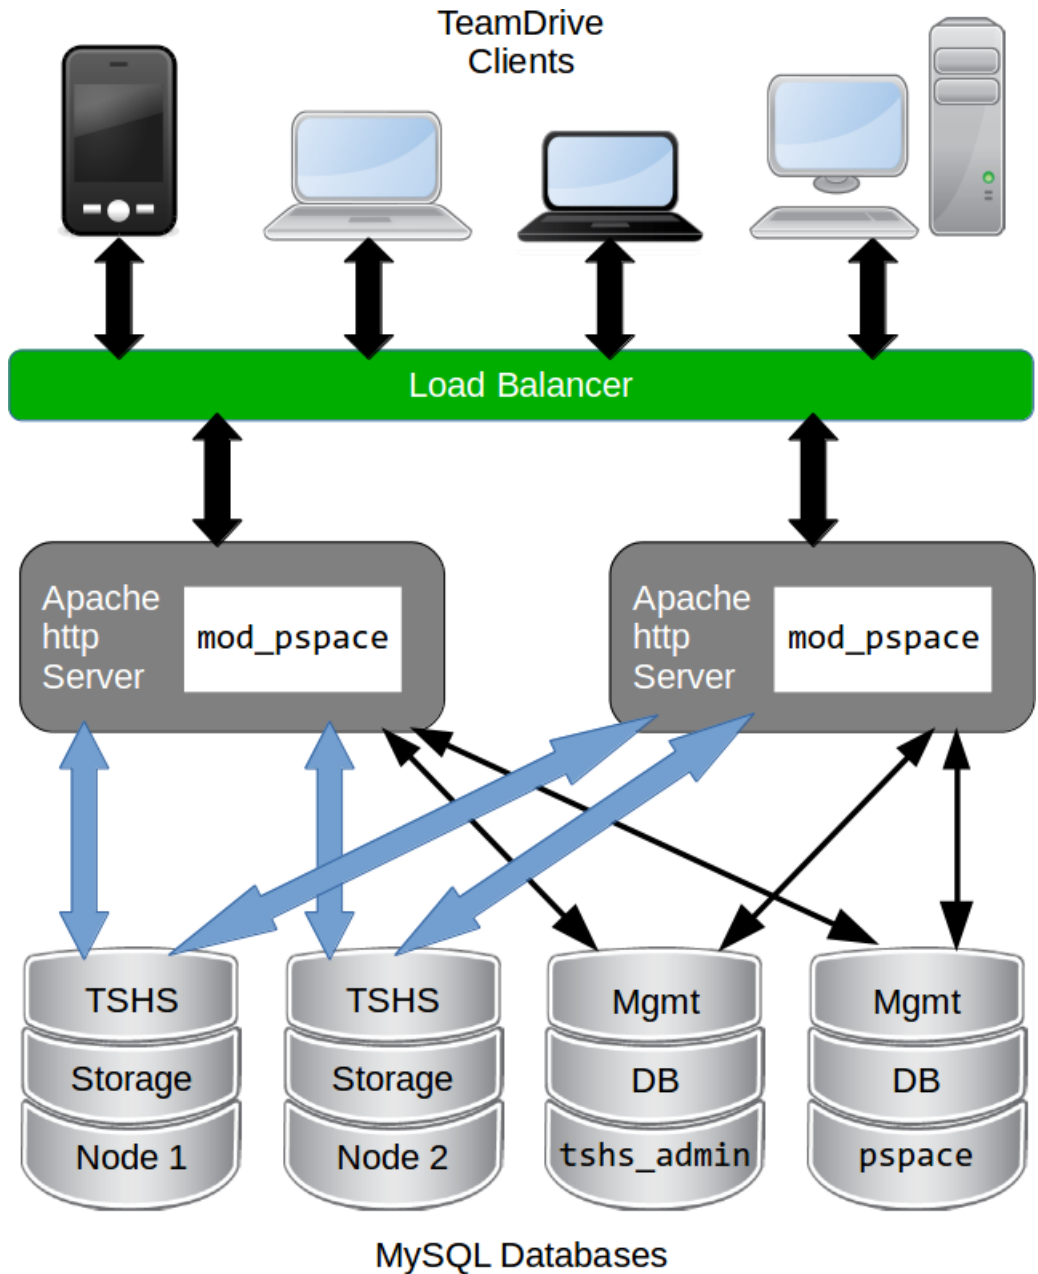 TeamDrive
Clients
Load Balancer
Apache
http
Server
mod_pspace
Apache
http
Server
mod_pspace
TSHS
Storage
Node 1
TSHS
Storage
Node 2
Mgmt
DB
tshs_admin
Mgmt
DB
pspace
MySQL Databases